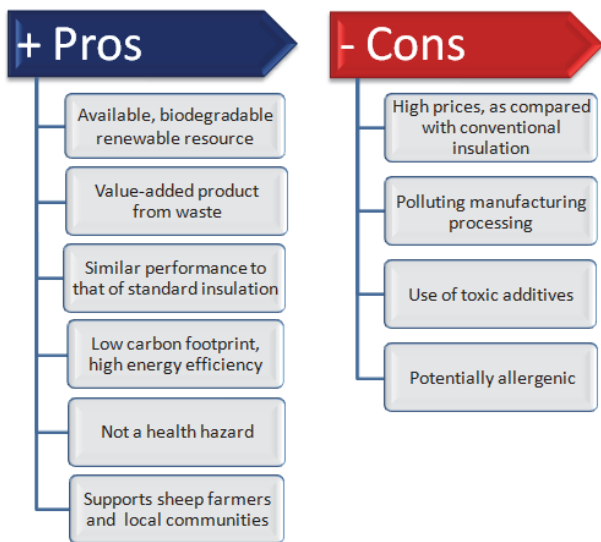 + Pros
Available, biodegradable
renewable resource
Value-added product
from waste
Similar performance to
that of standard insulation
Low carbon footprint,
high energy efficiency
Not a health hazard
Supports sheep farmers
and local communities
- Cons
High prices, as compared
with conventional
insulation
Polluting manufacturing
processing
Use of toxic additives
Potentially allergenic